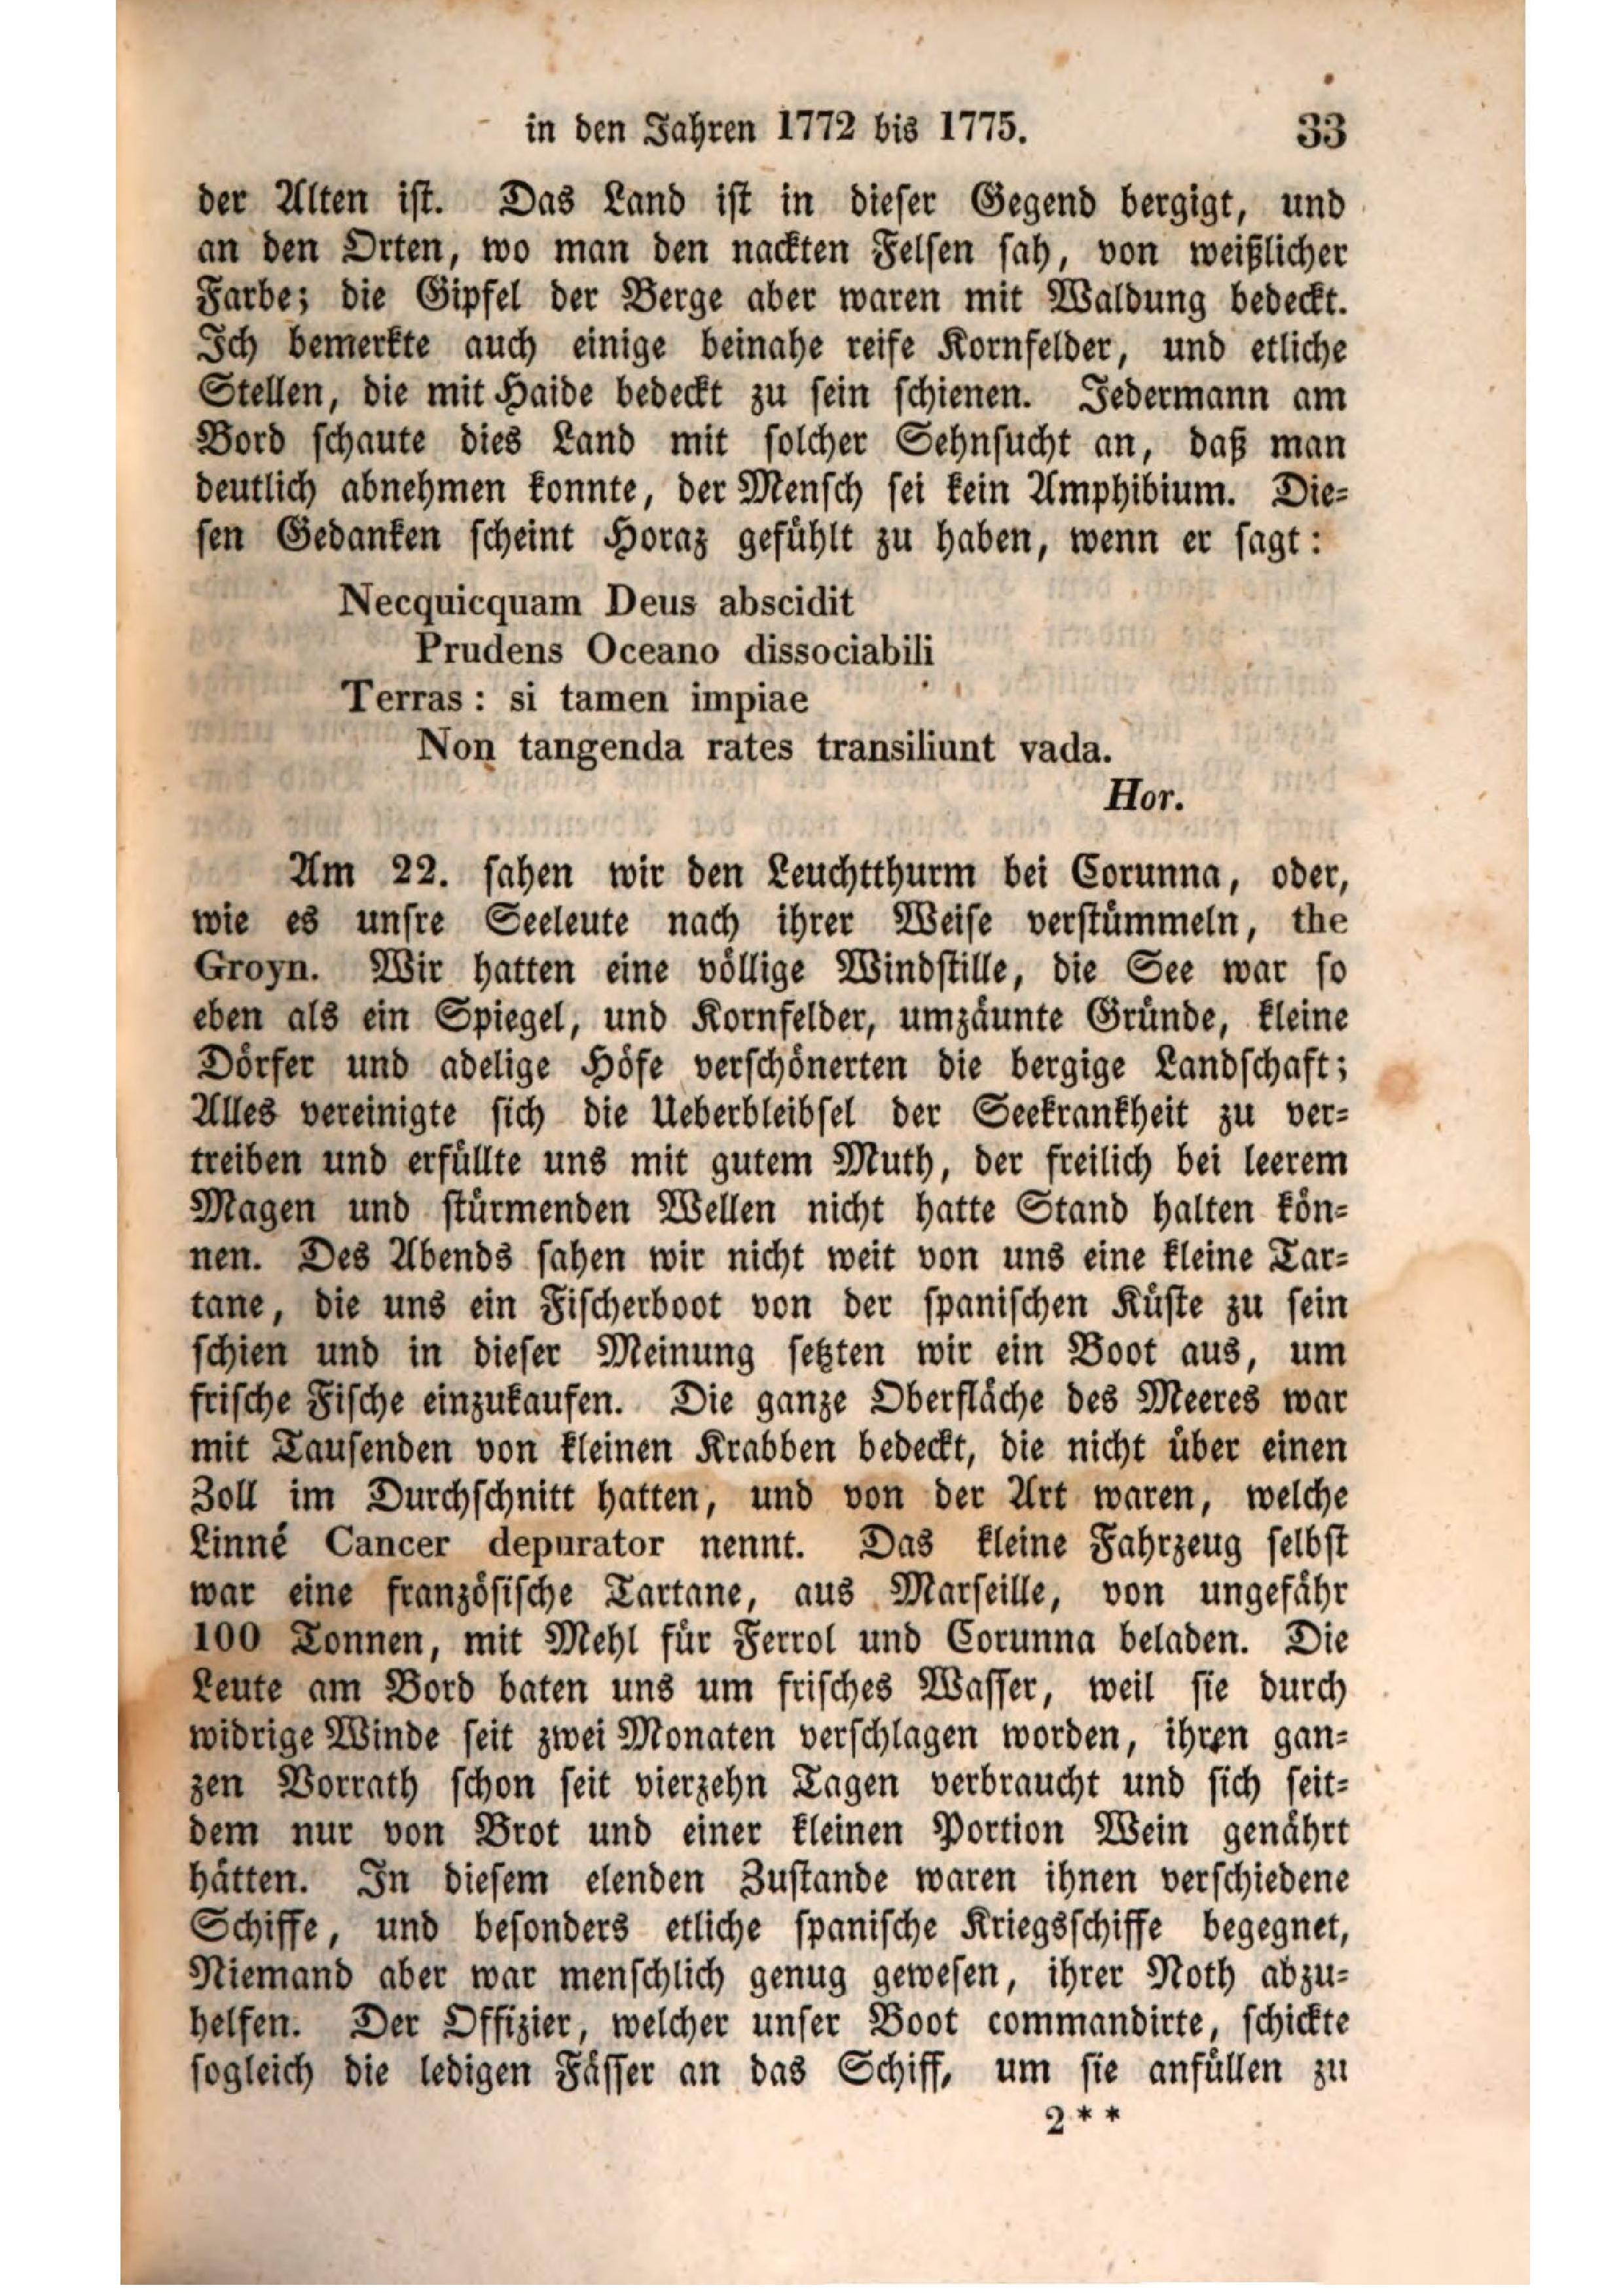 in den Jahren 1772 bis 1775. 33
der Alten ist. Das Land ist in dieser Gegend bergigt, und
an den Orten, wo man den nackten Felsen sah, von weißlicher
Farbe; die Gipfel der Berge aber waren mit Waldung bedeckt.
Ich bemerkte auch einige beinahe reife Kornfelder, und etliche
Stellen, die mit Haide bedeckt zu sein schienen. Jedermann am
Bord schaute dies Land mit solcher Sehnsucht an, daß man
deutlich abnehmen konnte, der Mensch sei kein Amphibium. Die-
sen Gedanken scheint Horaz gefühlt zu haben, wenn er sagt:
Necquicquam Deus abscidit
Prudens Oceano dissociabili
Terras: si tamen impiae
Non tangenda rates transiliunt vada.
Hor.
Am 22. sahen wir den Leuchtthurm bei Corunna, oder,
wie es unsre Seeleute nach ihrer Weise verstümmeln, the
Groyn. Wir hatten eine völlige Windstille, die See war so
eben als ein Spiegel, und Kornfelder, umzäunte Gründe, kleine
Dörfer und adelige Höfe verschönerten die bergige Landschaft;
Alles vereinigte sich die Ueberbleibsel der Seekrankheit zu ver-
treiben und erfüllte uns mit gutem Muth, der freilich bei leerem
Magen und stürmenden Wellen nicht hatte Stand halten kön-
nen. Des Abends sahen wir nicht weit von uns eine kleine Tar-
tane, die uns ein Fischerboot von der spanischen Küste zu sein
schien und in dieser Meinung setzten wir ein Boot aus, um
frische Fische einzukaufen. Die ganze Oberfläche des Meeres war
mit Tausenden von kleinen Krabben bedeckt, die nicht über einen
Zoll im Durchschnitt hatten, und von der Art waren, welche
Linné Cancer depurator nennt. Das kleine Fahrzeug selbst
war eine französische Tartane, aus Marseille, von ungefähr
100 Tonnen, mit Mehl für Ferrol und Corunna beladen. Die
Leute am Bord baten uns um frisches Wasser, weil sie durch
widrige Winde seit zwei Monaten verschlagen worden, ihren gan-
zen Vorrath schon seit vierzehn Tagen verbraucht und sich seit-
dem nur von Brot und einer kleinen Portion Wein genährt
hätten. In diesem elenden Zustande waren ihnen verschiedene
Schiffe, und besonders etliche spanische Kriegsschiffe begegnet,
Niemand aber war menschlich genug gewesen, ihrer Noth abzu-
helfen. Der Offizier, welcher unser Boot commandirte, schickte
sogleich die ledigen Fässer an das Schiff, um sie anfüllen zu
2**